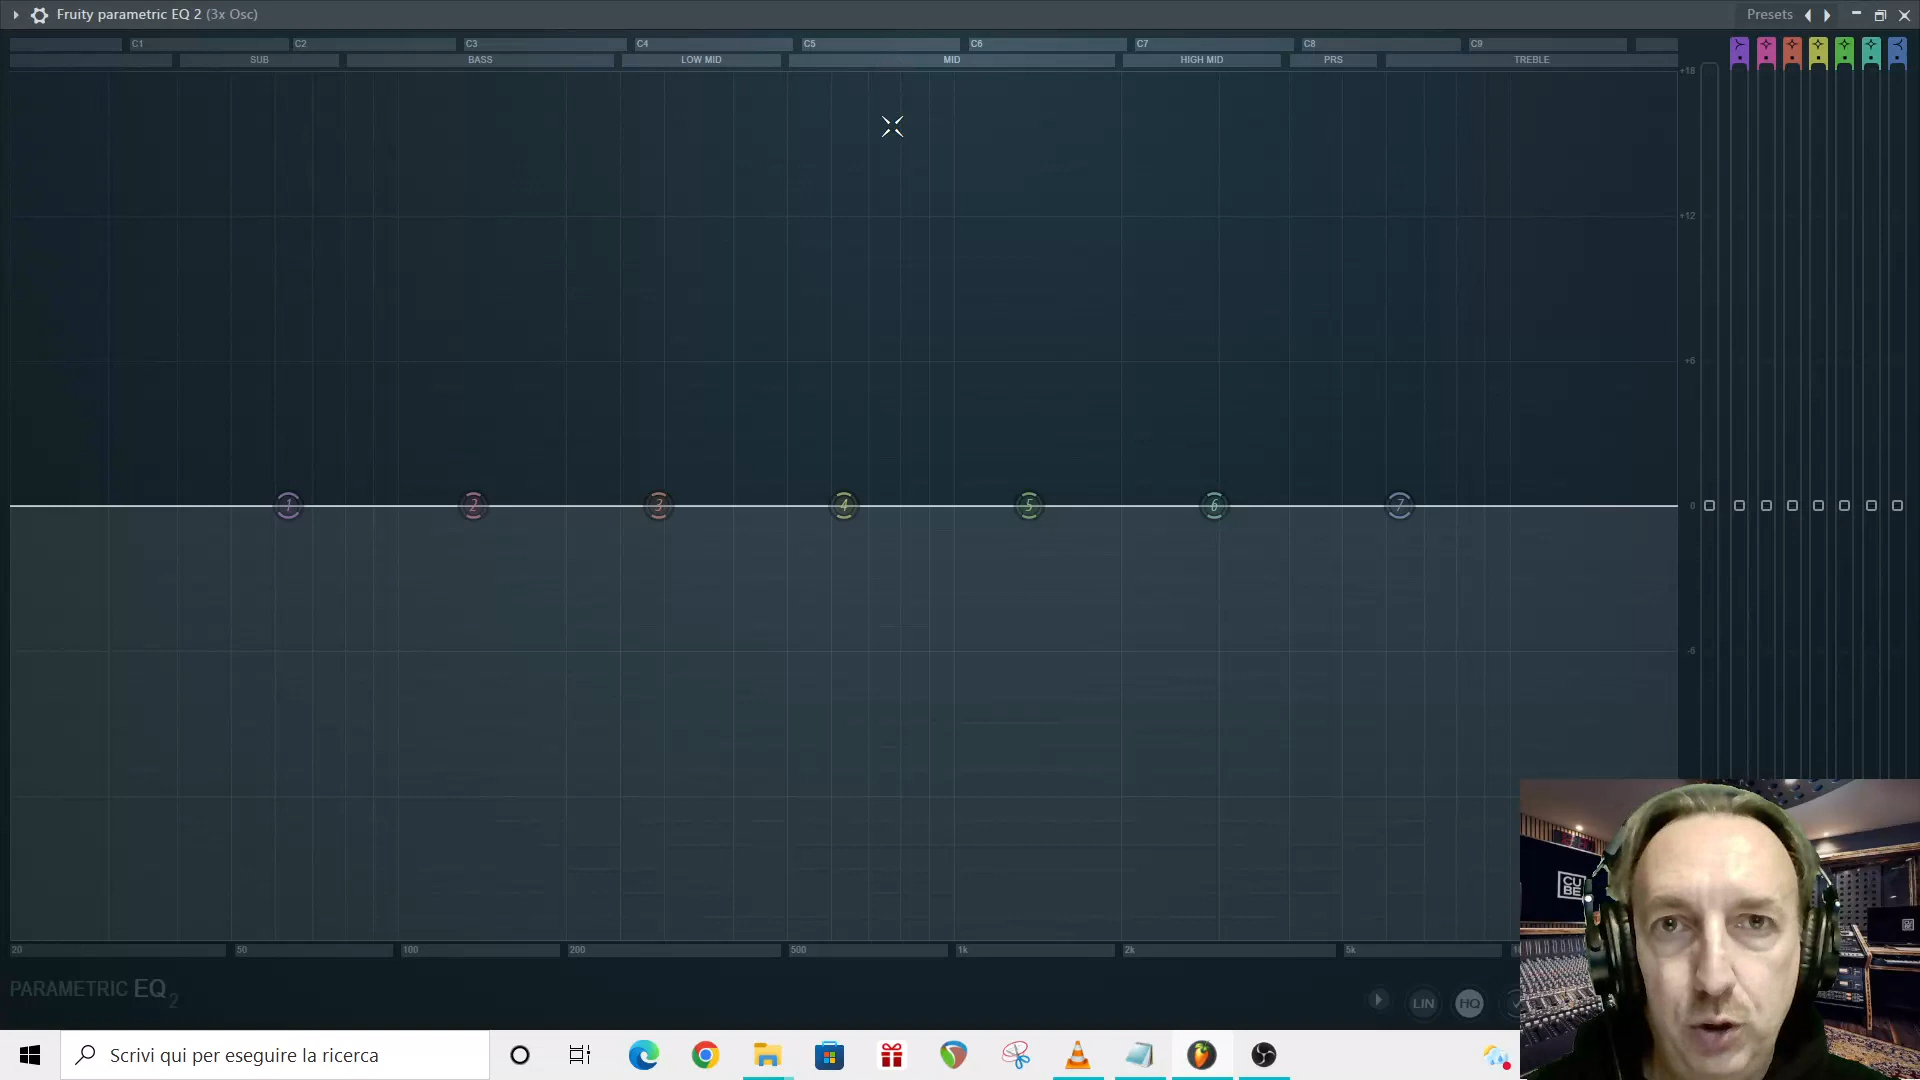 Fruity parametric EQ 2 (3x Osc)
Presets
C1 C2 C3 C4 C5 C6 C7 C8 C9
SUB BASS LOW MID MID HIGH MID PRS TREBLE
+18
+12
+6
1 2 3 4 5 6 7
0
-6
20 50 100 200 500 1k 2k 5k
PARAMETRIC EQ 2
LIN HQ
CU
BE
Scrivi qui per eseguire la ricerca